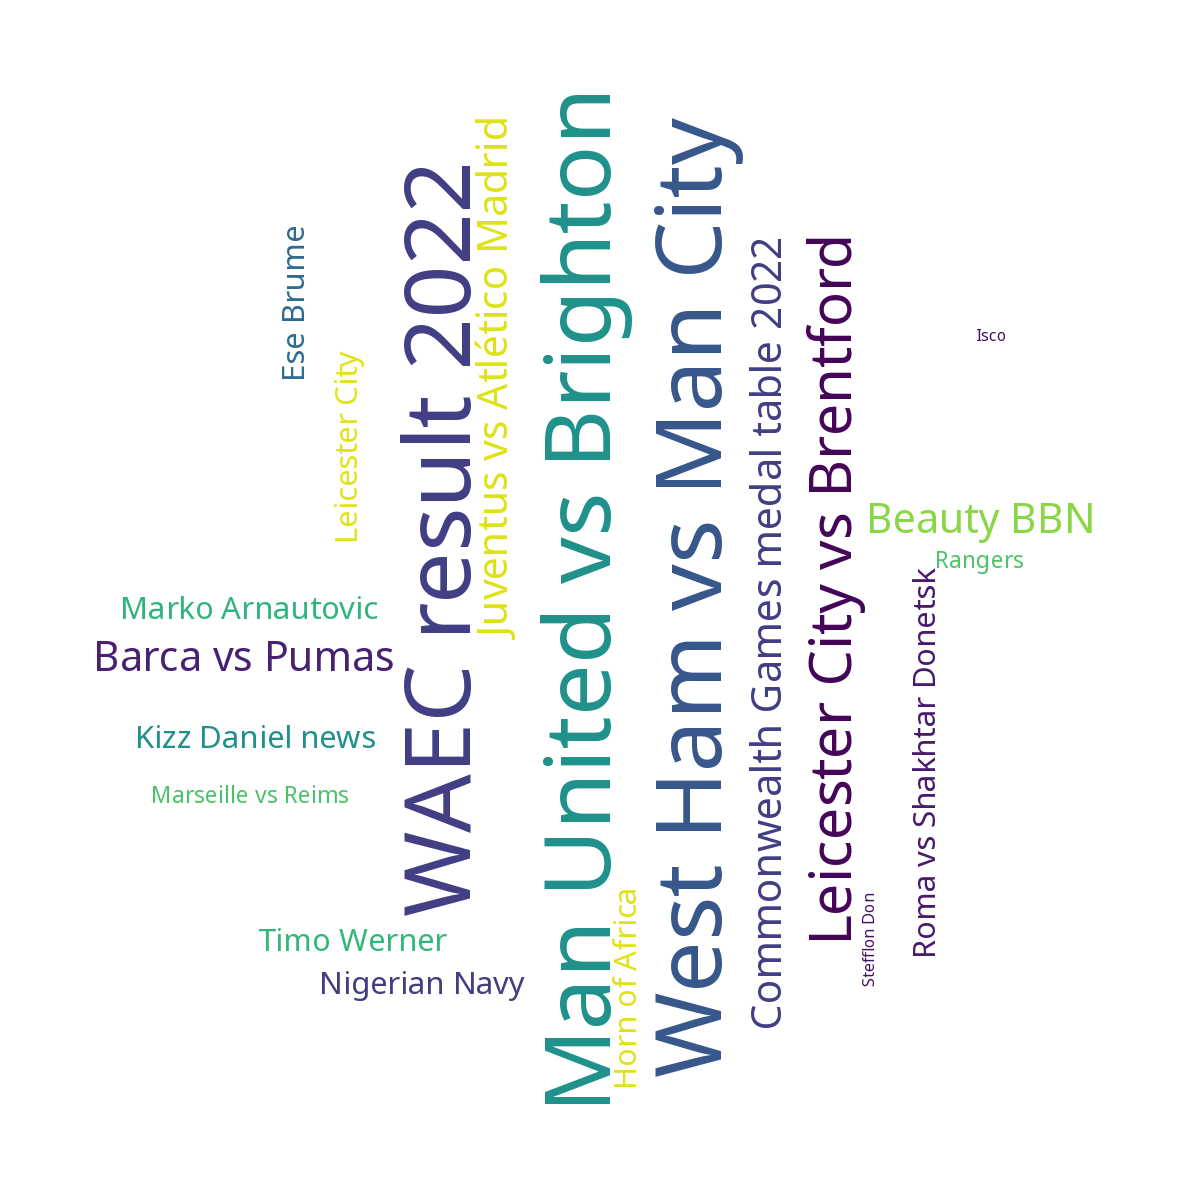 Ese Brume
Leicester City
Marko Arnautovic
Barca vs Pumas
Kizz Daniel news
Marseille vs Reims
Timo Werner
Nigerian Navy
WAEC result 2022
Juventus vs Atlético Madrid
Man United vs Brighton
Horn of Africa
West Ham vs Man City
Commonwealth Games medal table 2022
Leicester City vs Brentford
Stefflon Don
Isco
Beauty BBN
Rangers
Roma vs Shakhtar Donetsk